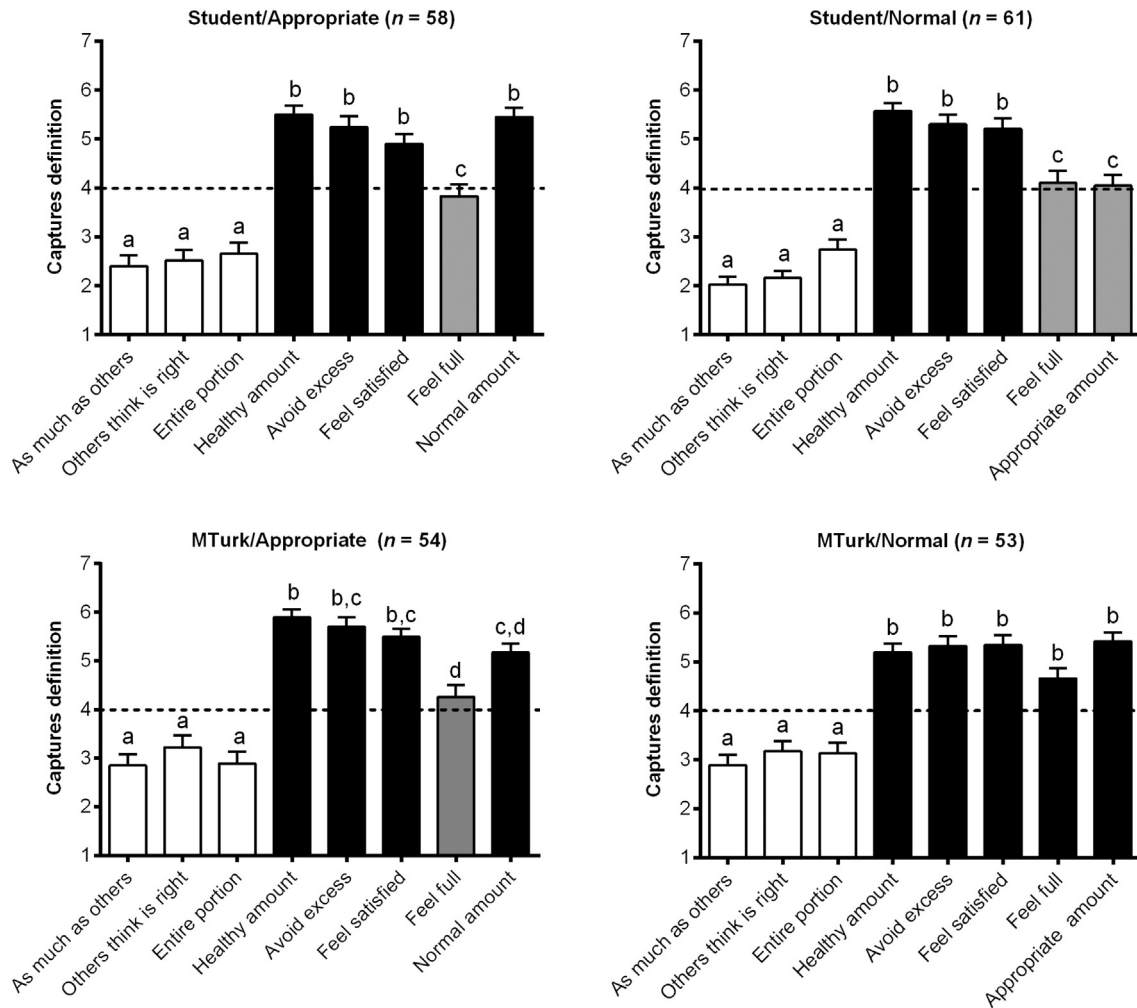 Student/Appropriate (n = 58)
Captures definition
7
6
5
4
3
2
1
a
a
a
b
b
b
c
b
As much as others
Others think is right
Entire portion
Healthy amount
Avoid excess
Feel satisfied
Feel full
Normal amount
Student/Normal (n = 61)
Captures definition
7
6
5
4
3
2
1
a
a
a
b
b
b
c
c
As much as others
Others think is right
Entire portion
Healthy amount
Avoid excess
Feel satisfied
Feel full
Appropriate amount
MTurk/Appropriate (n = 54)
Captures definition
7
6
5
4
3
2
1
a
a
a
b
b,c
b,c
d
c,d
As much as others
Others think is right
Entire portion
Healthy amount
Avoid excess
Feel satisfied
Feel full
Normal amount
MTurk/Normal (n = 53)
Captures definition
7
6
5
4
3
2
1
a
a
a
b
b
b
b
b
As much as others
Others think is right
Entire portion
Healthy amount
Avoid excess
Feel satisfied
Feel full
Appropriate amount